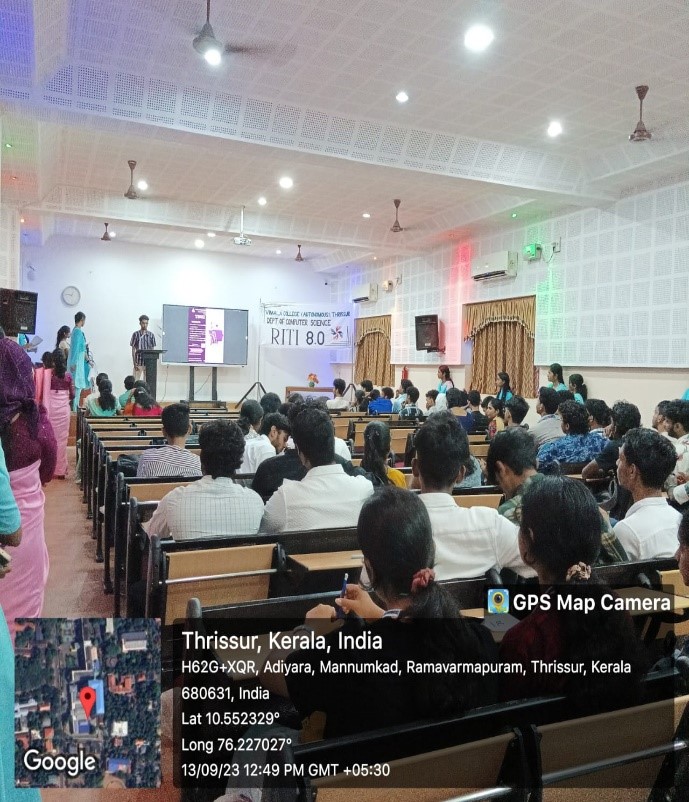 VIMALA COLLEGE (AUTONOMOUS) THRISSUR
DEPT OF COMPUTER SCIENCE
RITI 8.0
GPS Map Camera
Thrissur, Kerala, India
H62G+XQR, Adiyara, Mannumkad, Ramavarmapuram, Thrissur, Kerala
680631, India
Lat 10.552329°
Long 76.227027°
13/09/23 12:49 PM GMT +05:30
Google